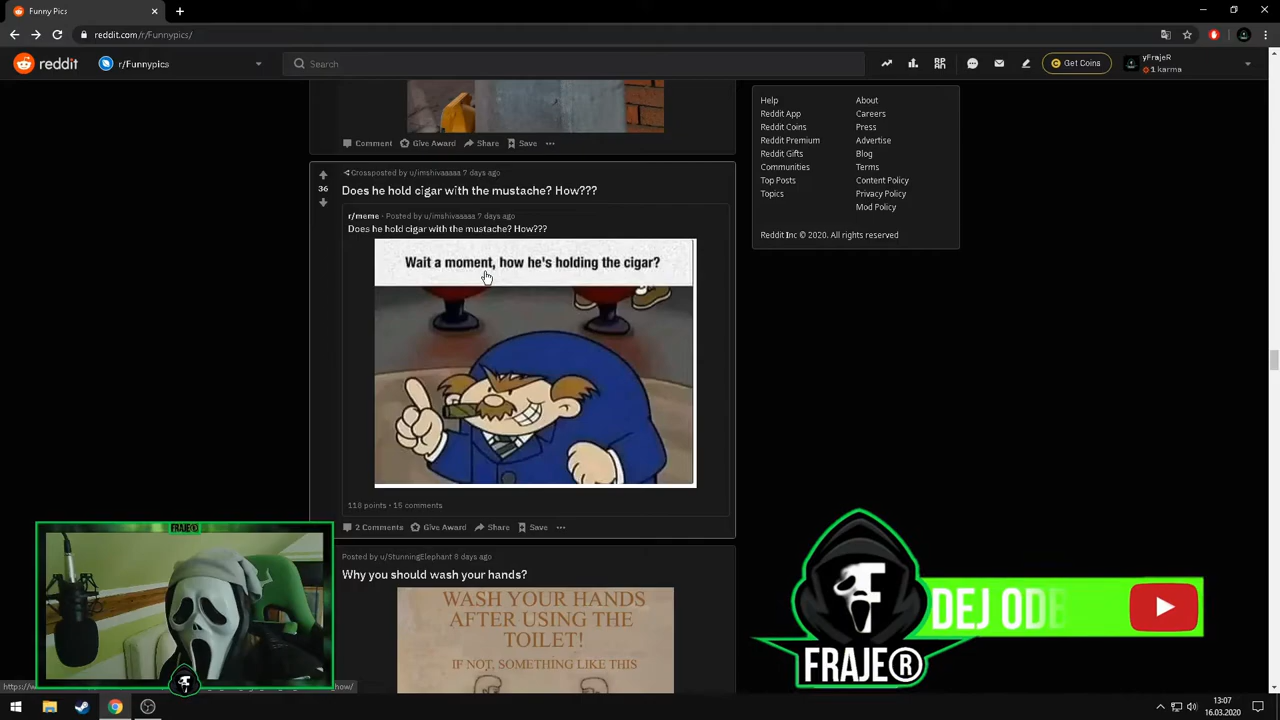 Funny Pics
reddit.com/r/Funnypics/
reddit
r/Funnypics
Search
Get Coins
yFrajeR
1 karma
Help
About
Reddit App
Careers
Reddit Coins
Press
Reddit Premium
Advertise
Reddit Gifts
Blog
Communities
Terms
Top Posts
Content Policy
Topics
Privacy Policy
Mod Policy
Reddit Inc © 2020. All rights reserved
Comment
Give Award
Share
Save
Crossposted by u/imshivaaaaa 7 days ago
36
Does he hold cigar with the mustache? How???
r/meme · Posted by u/imshivaaaaa 7 days ago
Does he hold cigar with the mustache? How???
Wait a moment, how he's holding the cigar?
118 points · 15 comments
2 Comments
Give Award
Share
Save
Posted by u/StunningElephant 8 days ago
Why you should wash your hands?
WASH YOUR HANDS
AFTER USING THE
TOILET!
IF NOT, SOMETHING LIKE THIS
FRAJE®
DEJ ODB
FRAJE®
13:07
16.03.2020